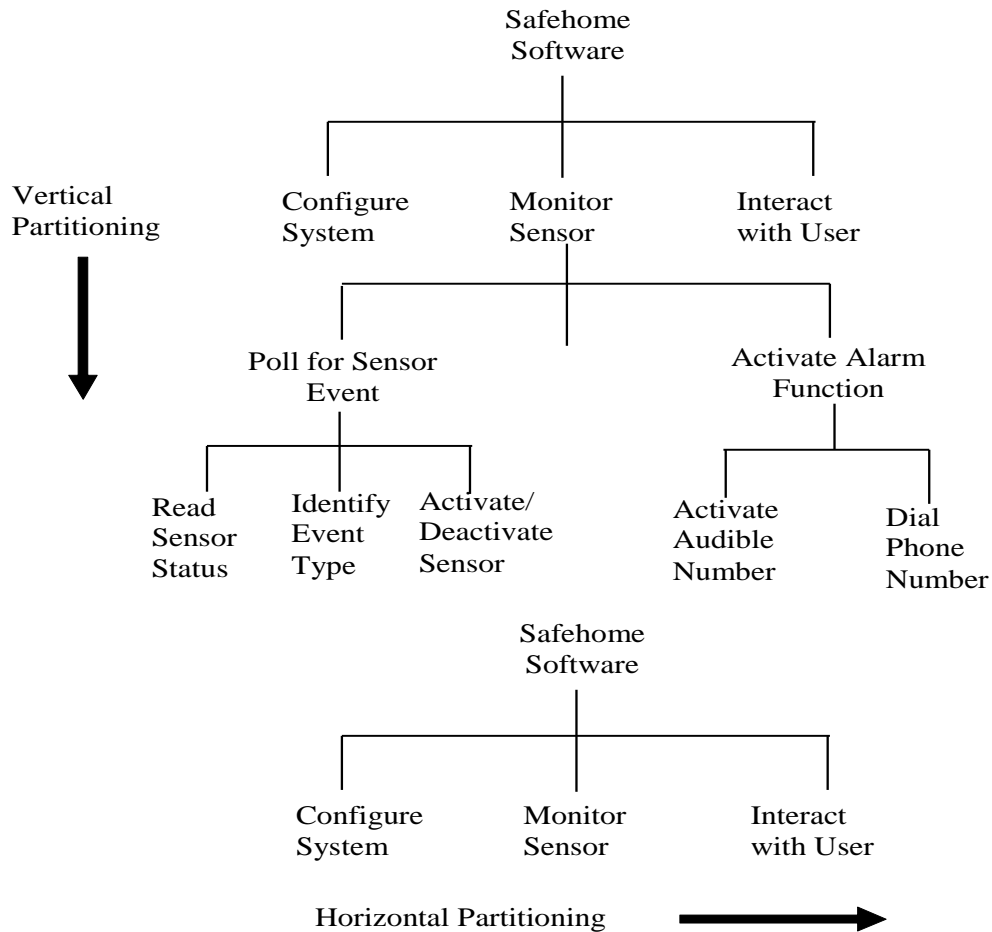 Safehome
Software
Vertical
Partitioning
Configure
System
Monitor
Sensor
Interact
with User
Poll for Sensor
Event
Activate Alarm
Function
Read
Sensor
Status
Identify
Event
Type
Activate/
Deactivate
Sensor
Activate
Audible
Number
Dial
Phone
Number
Safehome
Software
Configure
System
Monitor
Sensor
Interact
with User
Horizontal Partitioning